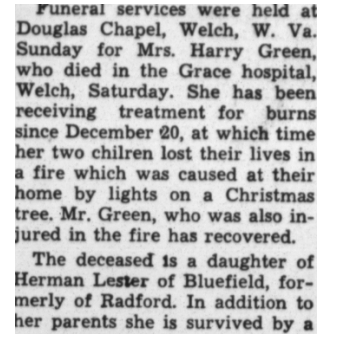 Funeral services were held at
Douglas Chapel, Welch, W. Va.
Sunday for Mrs. Harry Green,
who died in the Grace hospital,
Welch, Saturday. She has been
receiving treatment for burns
since December 20, at which time
her two chilren lost their lives in
a fire which was caused at their
home by lights on a Christmas
tree. Mr. Green, who was also in-
jured in the fire has recovered.
The deceased is a daughter of
Herman Lester of Bluefield, for-
merly of Radford. In addition to
her parents she is survived by a